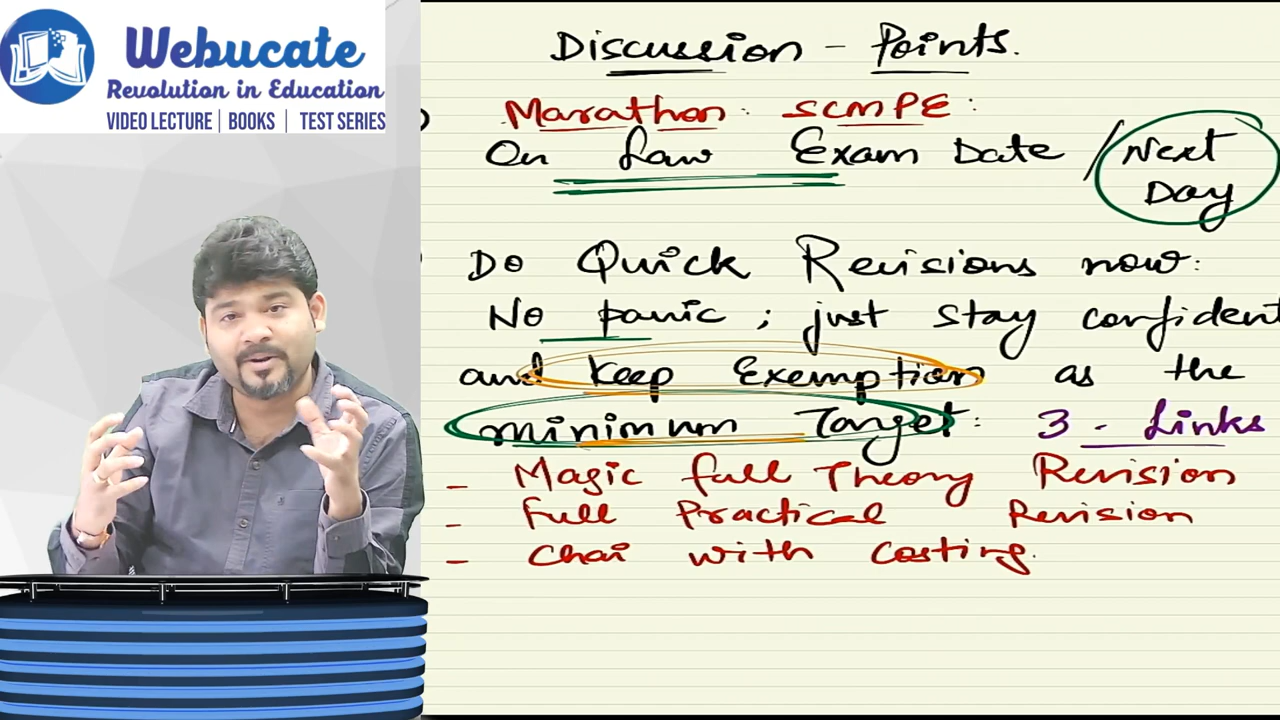 Webucate
Revolution in Education
VIDEO LECTURE | BOOKS | TEST SERIES
Discussion - Points.
Marathon: SCMPE:
On Law Exam Date / Next Day
Do Quick Revisions now:
No panic; just stay confident
and keep Exemption as the
minimum Target: 3 - Links
- Magic full Theory Revision
- Full Practical Revision
- Chai with Costing.